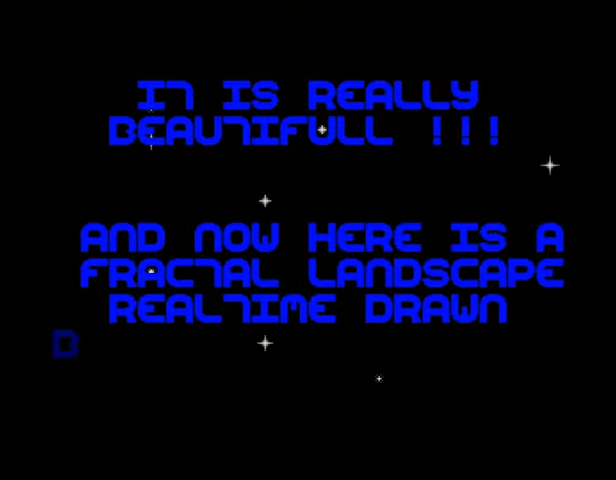 IT IS REALLY
BEAUTIFULL !!!
AND NOW HERE IS A
FRACTAL LANDSCAPE
REALTIME DRAWN
B